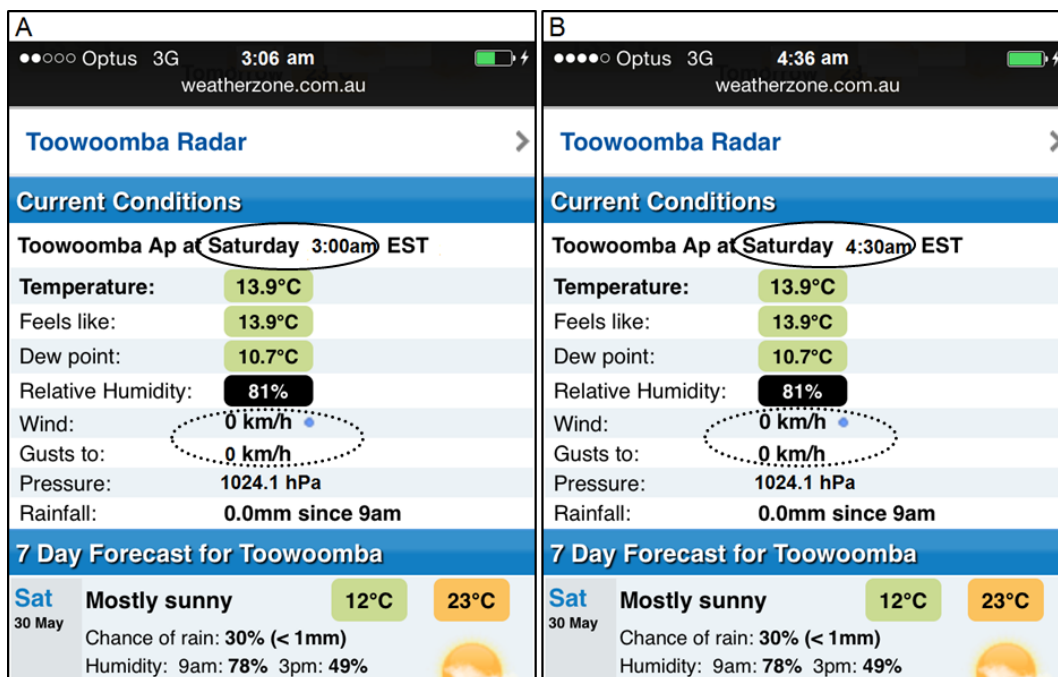 A
Optus 3G 3:06 am
weatherzone.com.au
Toowoomba Radar
Current Conditions
Toowoomba Ap at Saturday 3:00am EST
Temperature: 13.9°C
Feels like: 13.9°C
Dew point: 10.7°C
Relative Humidity: 81%
Wind: 0 km/h
Gusts to: 0 km/h
Pressure: 1024.1 hPa
Rainfall: 0.0mm since 9am
7 Day Forecast for Toowoomba
Sat Mostly sunny 12°C 23°C
30 May
Chance of rain: 30% (< 1mm)
Humidity: 9am: 78% 3pm: 49%
B
Optus 3G 4:36 am
Tomorrow 23
weatherzone.com.au
Toowoomba Radar
Current Conditions
Toowoomba Ap at Saturday 4:30am EST
Temperature: 13.9°C
Feels like: 13.9°C
Dew point: 10.7°C
Relative Humidity: 81%
Wind: 0 km/h
Gusts to: 0 km/h
Pressure: 1024.1 hPa
Rainfall: 0.0mm since 9am
7 Day Forecast for Toowoomba
Sat Mostly sunny 12°C 23°C
30 May
Chance of rain: 30% (< 1mm)
Humidity: 9am: 78% 3pm: 49%